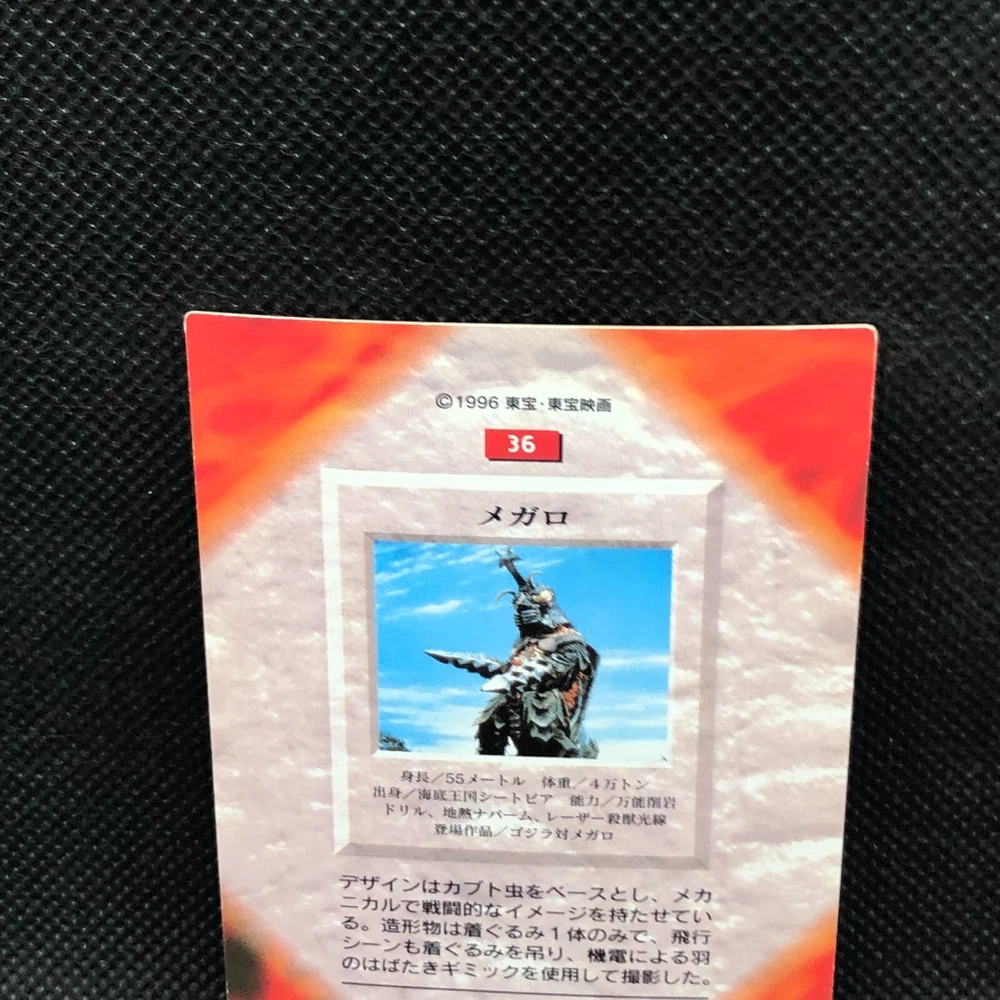 ©1996 東宝・東宝映画
36
メガロ
身長／55メートル 体重／4万トン
出身／海底王国シートピア 能力／万能削岩
ドリル、地熱ナパーム、レーザー殺獣光線
登場作品／ゴジラ対メガロ
デザインはカブト虫をベースとし、メカ
ニカルで戦闘的なイメージを持たせてい
る。造形物は着ぐるみ1体のみで、飛行
シーンも着ぐるみを吊り、機電による羽
のはばたきギミックを使用して撮影した。